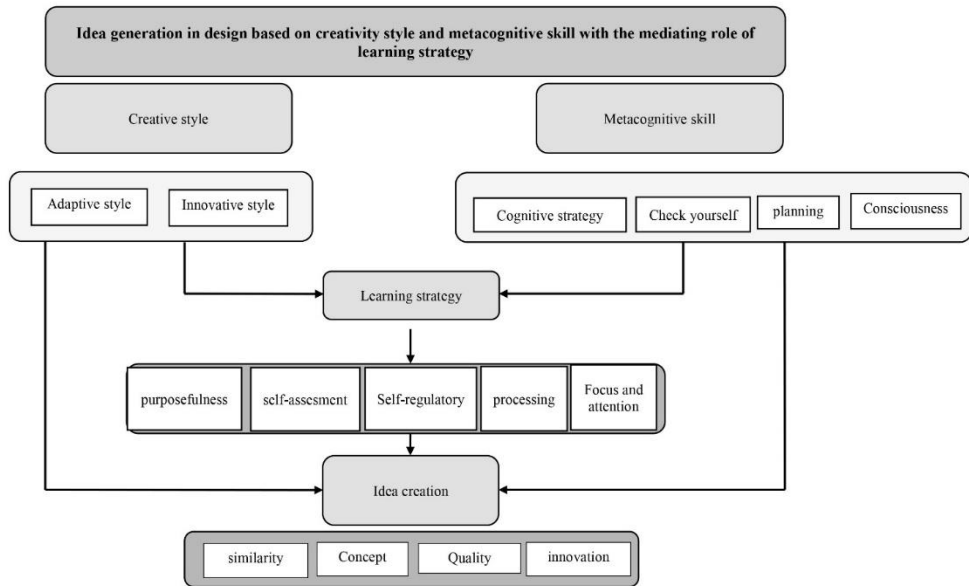 Idea generation in design based on creativity style and metacognitive skill with the mediating role of
learning strategy
Creative style
Metacognitive skill
Adaptive style
Innovative style
Cognitive strategy
Check yourself
planning
Consciousness
Learning strategy
purposefulness
self-assesment
Self-regulatory
processing
Focus and
attention
Idea creation
similarity
Concept
Quality
innovation